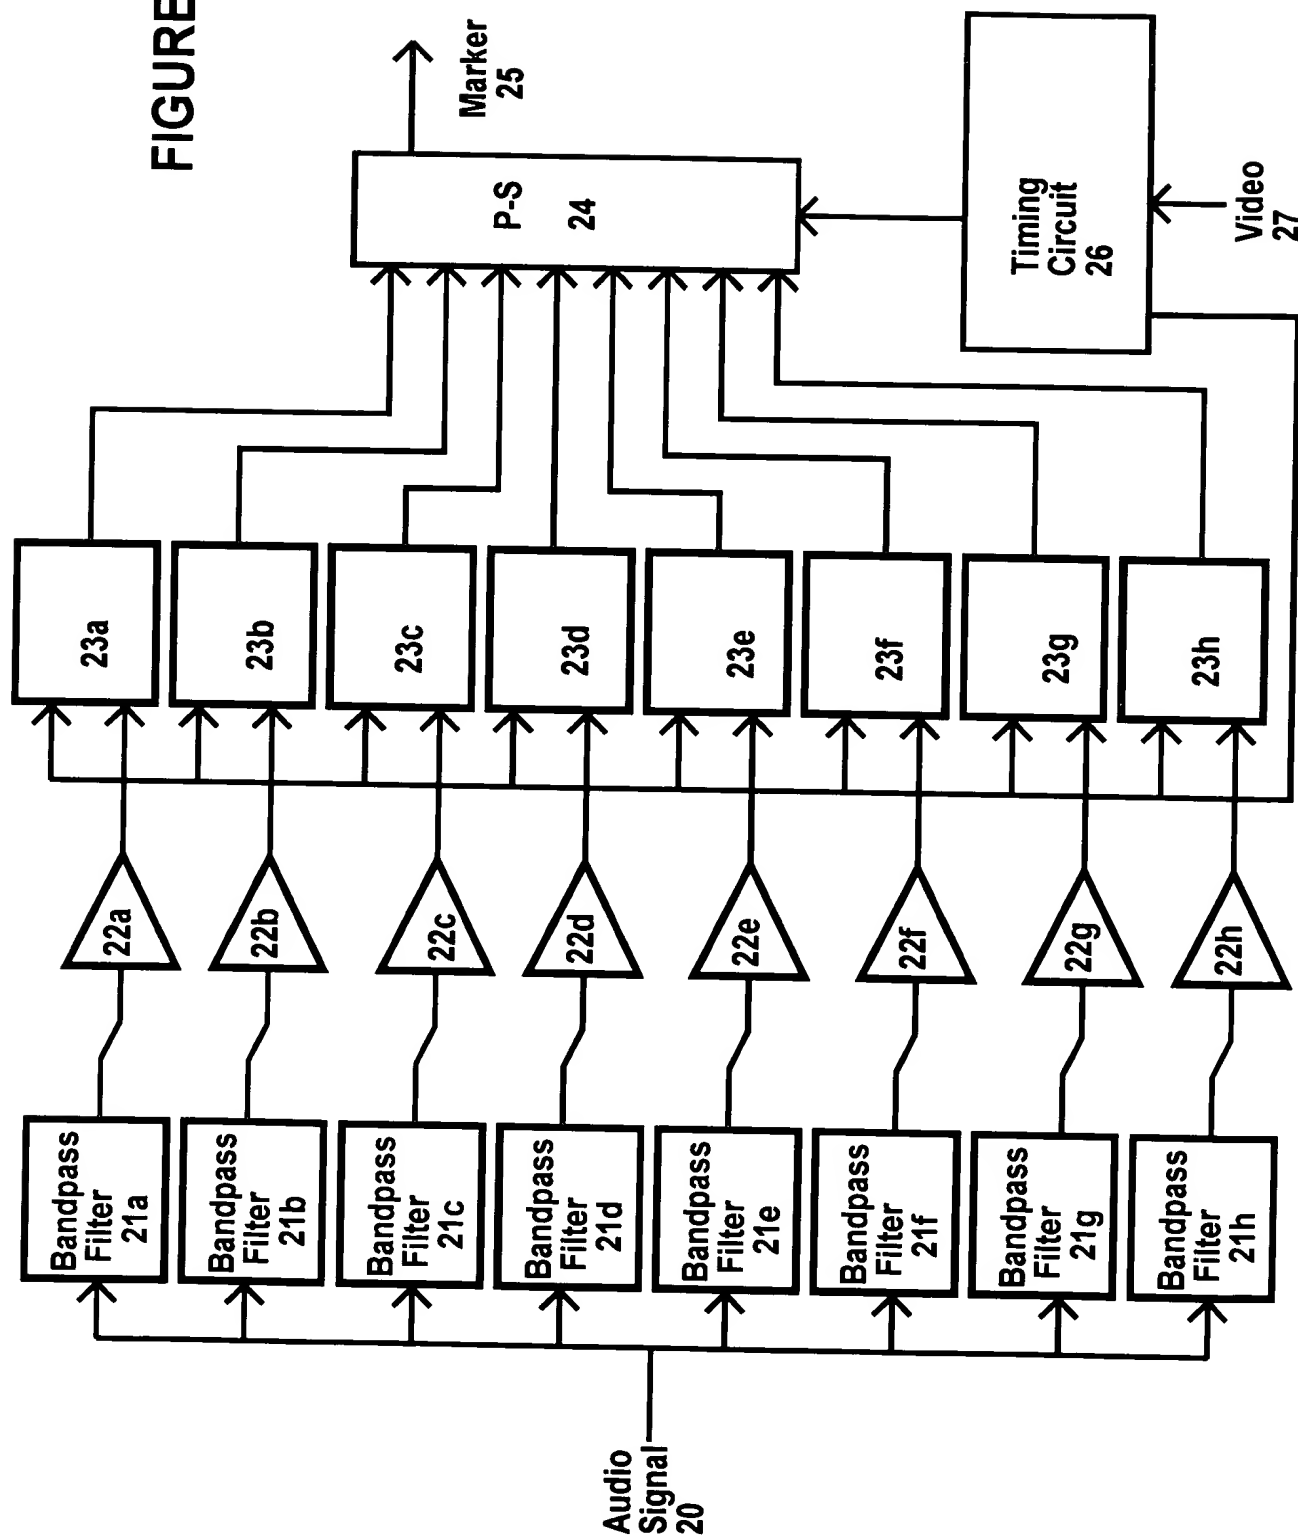 FIGURE
Audio
Signal
20
Bandpass
Filter
21a
Bandpass
Filter
21b
Bandpass
Filter
21c
Bandpass
Filter
21d
Bandpass
Filter
21e
Bandpass
Filter
21f
Bandpass
Filter
21g
Bandpass
Filter
21h
22a
22b
22c
22d
22e
22f
22g
22h
23a
23b
23c
23d
23e
23f
23g
23h
P-S
24
Marker
25
Timing
Circuit
26
Video
27